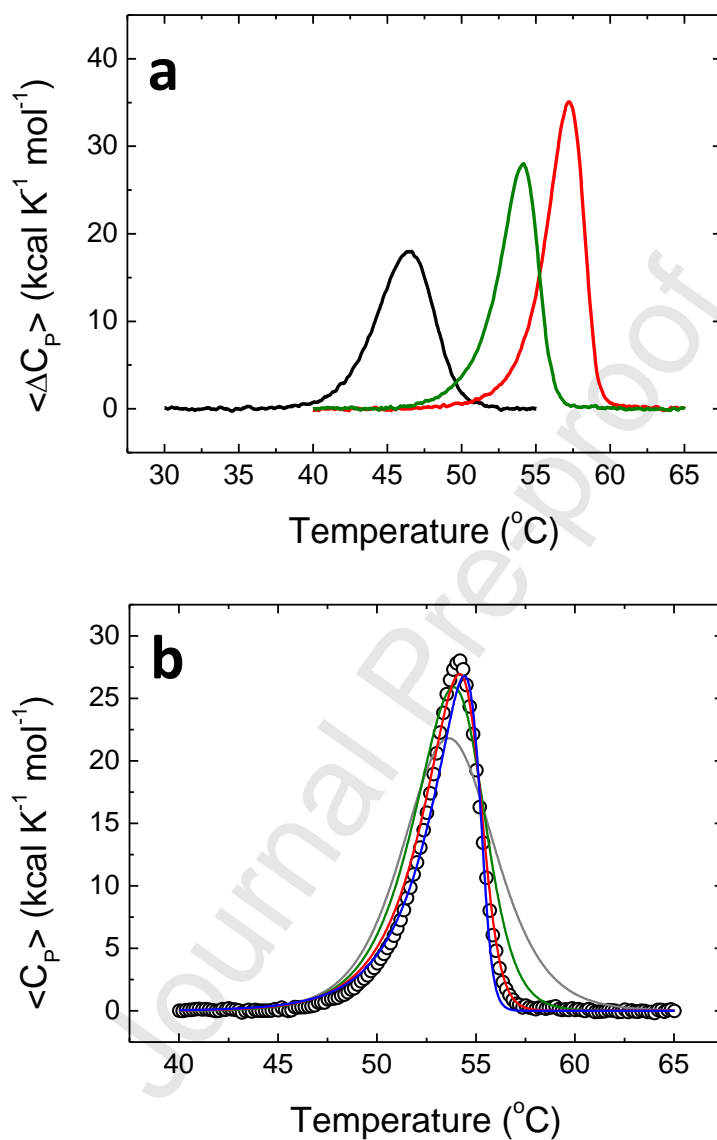 a
40
30
20
10
0
<ΔC_P> (kcal K⁻¹ mol⁻¹)
30 35 40 45 50 55 60 65
Temperature (°C)
b
30
25
20
15
10
5
0
<C_P> (kcal K⁻¹ mol⁻¹)
40 45 50 55 60 65
Temperature (°C)
Journal Pre-proof